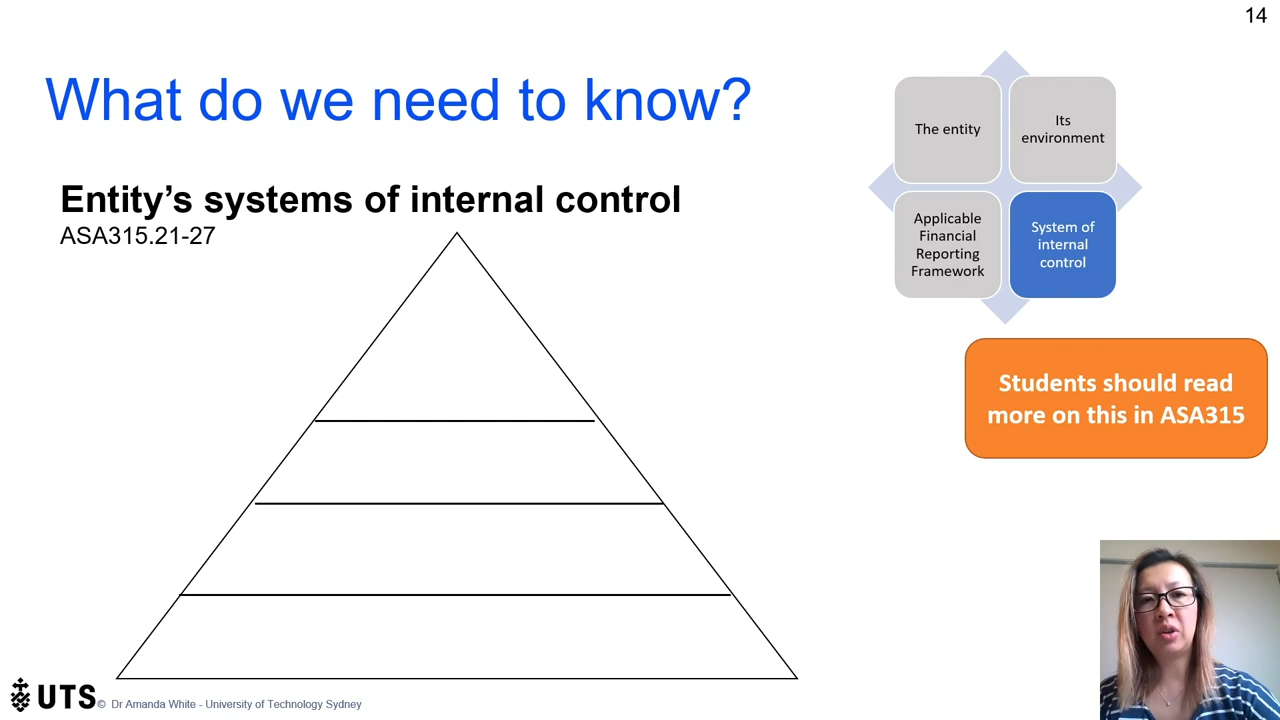 14
What do we need to know?
Entity’s systems of internal control
ASA315.21-27
The entity
Its
environment
Applicable
Financial
Reporting
Framework
System of
internal
control
Students should read
more on this in ASA315
UTS
© Dr Amanda White - University of Technology Sydney